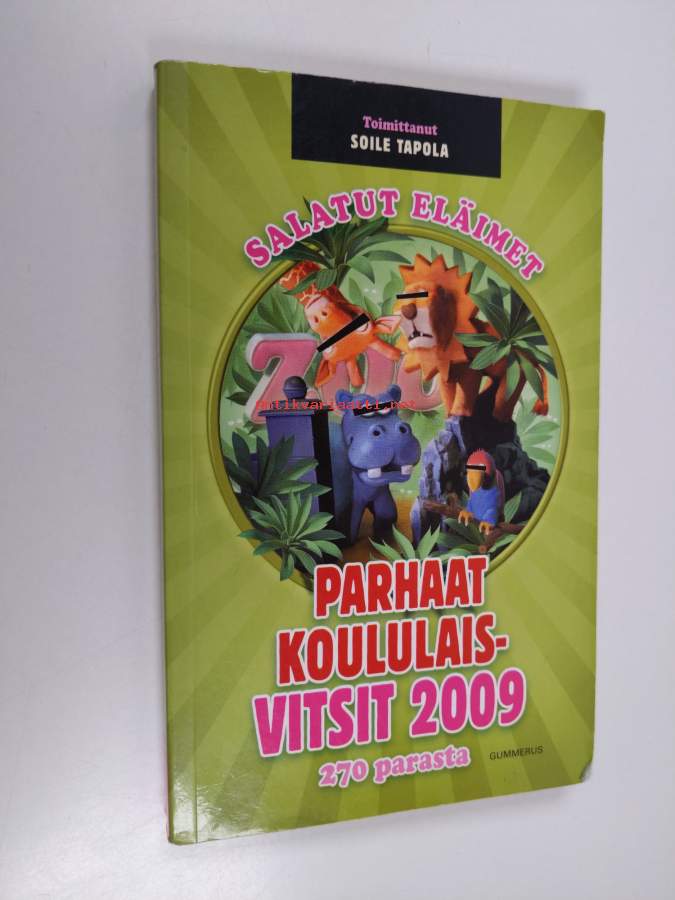 Toimittanut
SOILE TAPOLA
SALATUT ELÄIMET
ZOO
antikvariaatti.net
PARHAAT
KOULULAIS-
VITSIT 2009
270 parasta
GUMMERUS